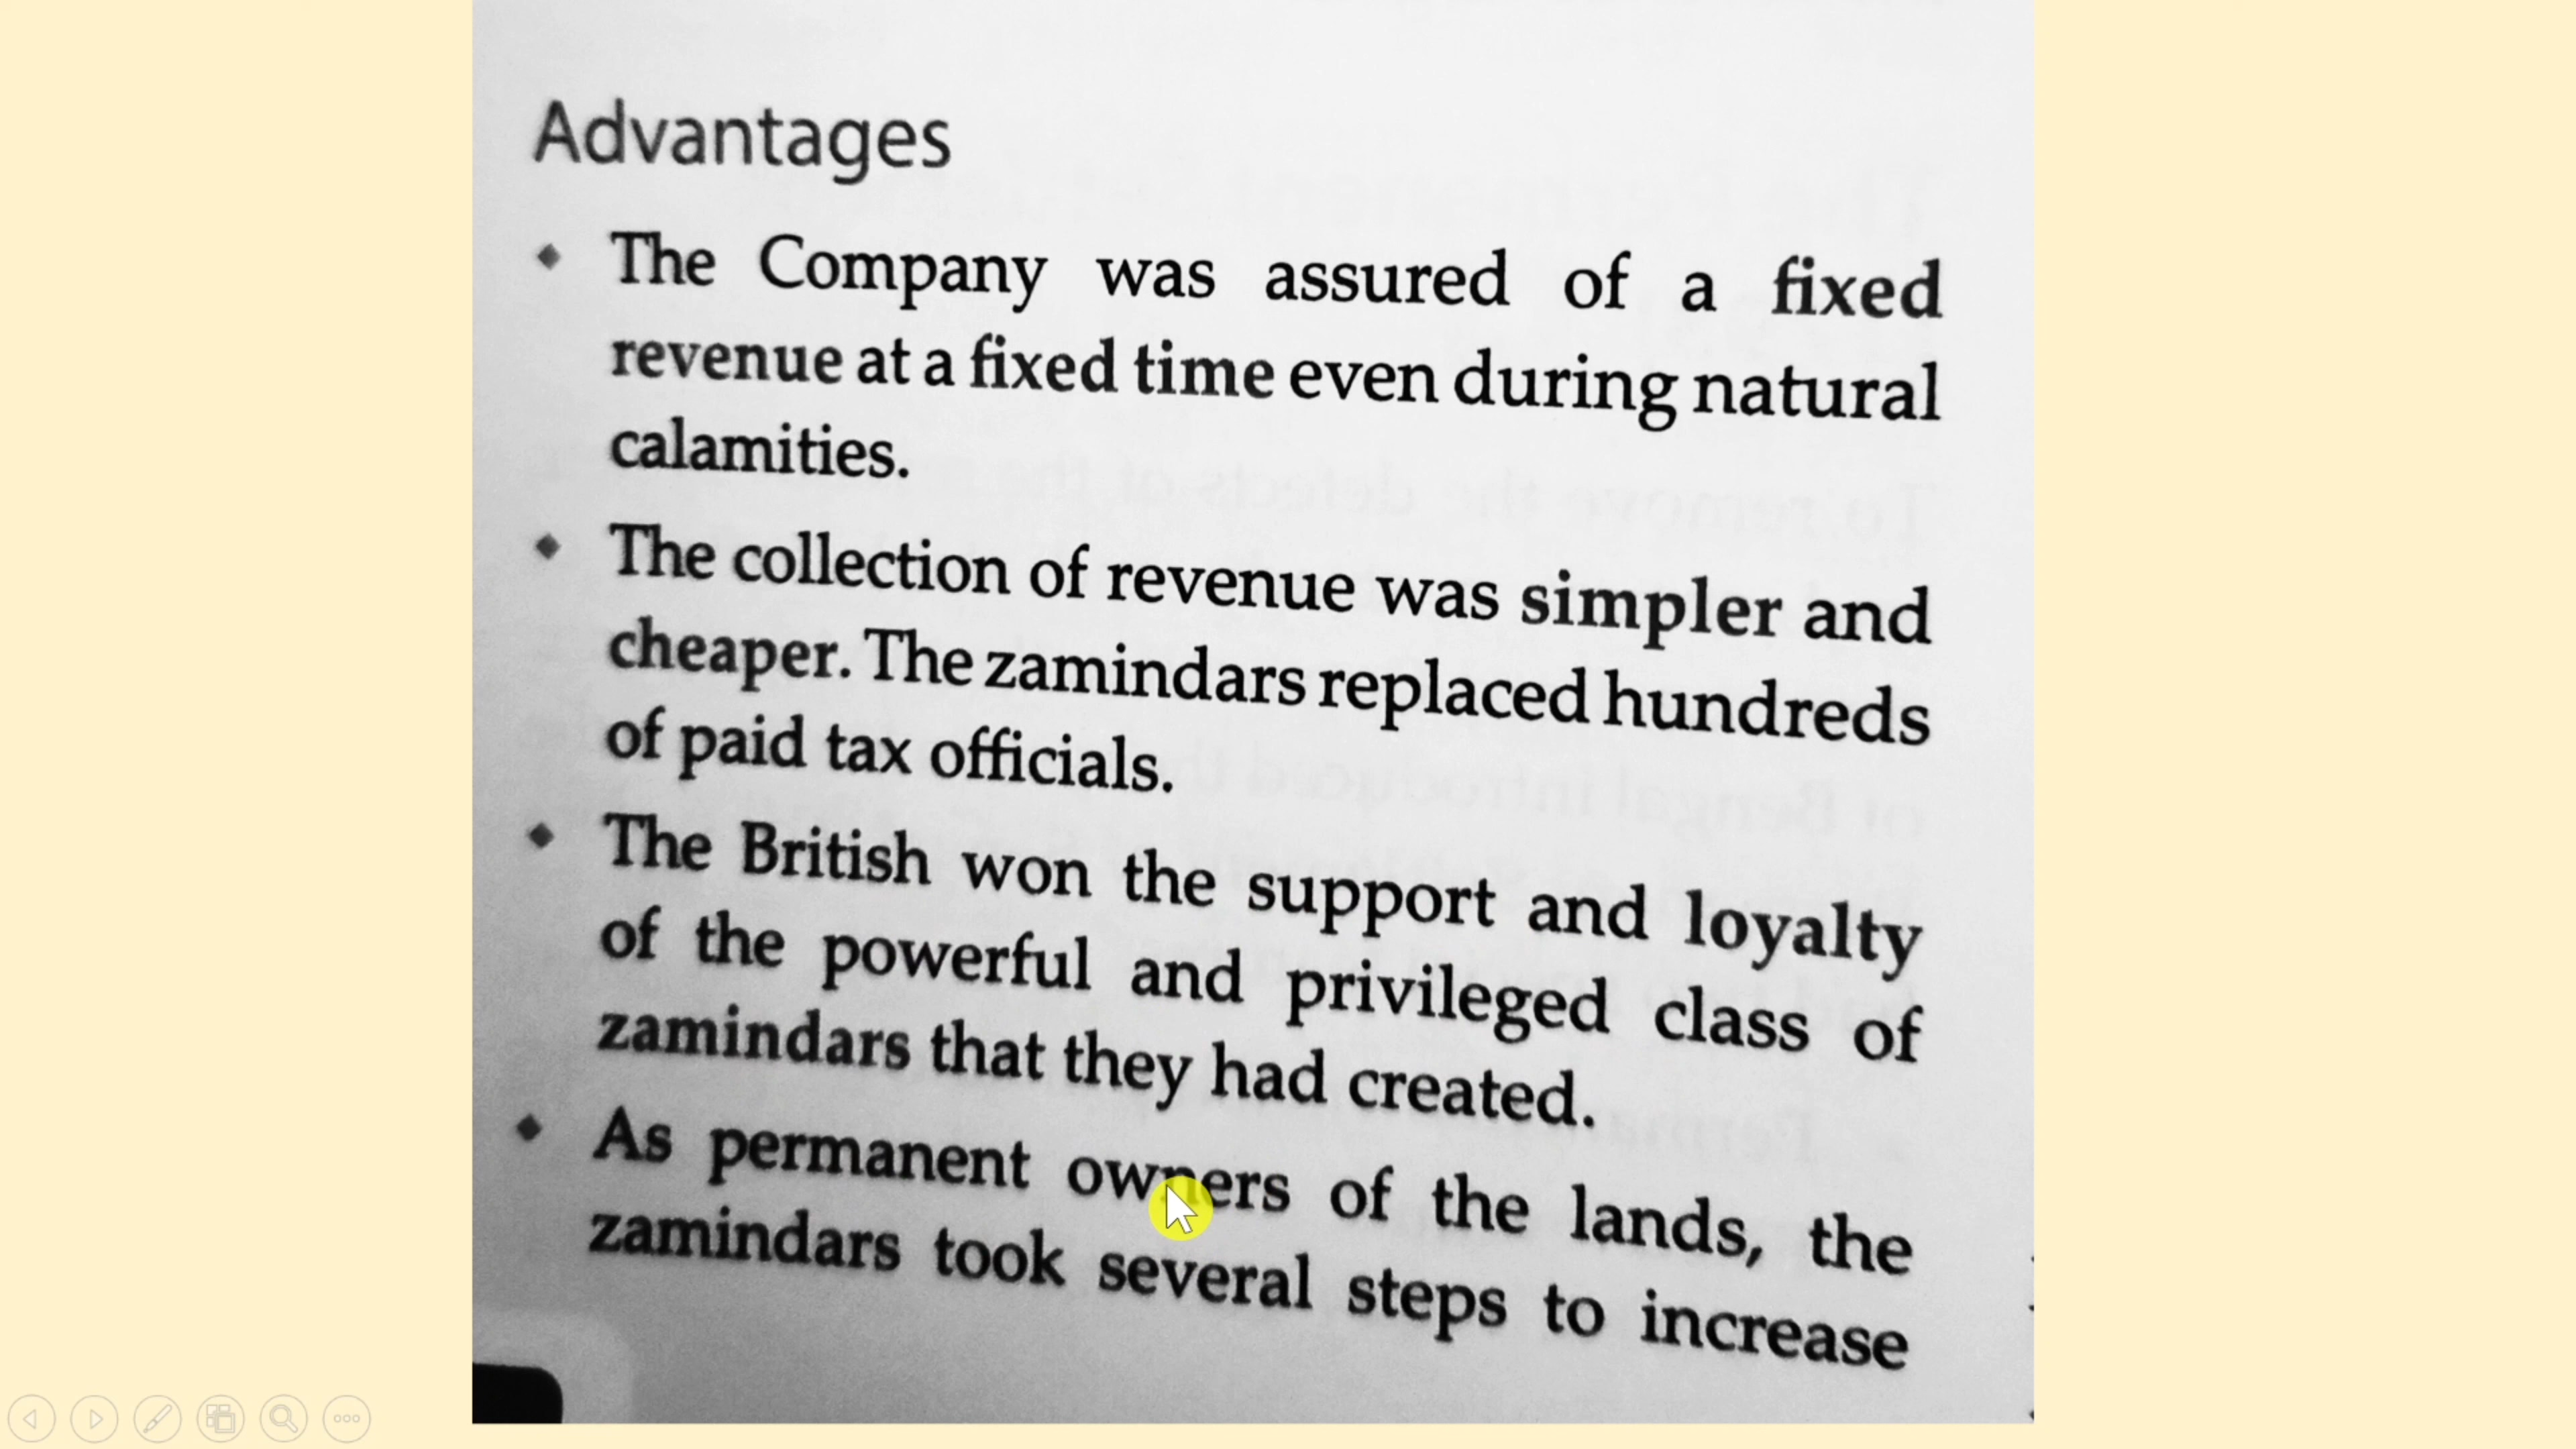 Advantages
◆ The Company was assured of a fixed
revenue at a fixed time even during natural
calamities.
◆ The collection of revenue was simpler and
cheaper. The zamindars replaced hundreds
of paid tax officials.
◆ The British won the support and loyalty
of the powerful and privileged class of
zamindars that they had created.
◆ As permanent owners of the lands, the
zamindars took several steps to increase